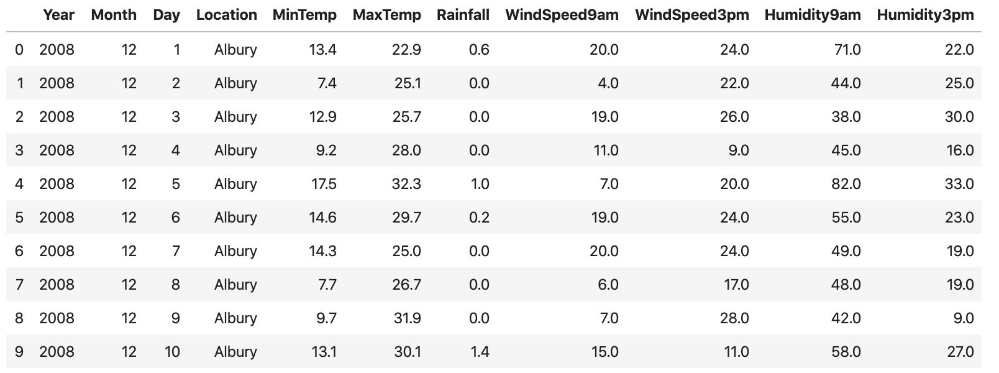 Year Month Day Location MinTemp MaxTemp Rainfall WindSpeed9am WindSpeed3pm Humidity9am Humidity3pm
0 2008 12 1 Albury 13.4 22.9 0.6 20.0 24.0 71.0 22.0
1 2008 12 2 Albury 7.4 25.1 0.0 4.0 22.0 44.0 25.0
2 2008 12 3 Albury 12.9 25.7 0.0 19.0 26.0 38.0 30.0
3 2008 12 4 Albury 9.2 28.0 0.0 11.0 9.0 45.0 16.0
4 2008 12 5 Albury 17.5 32.3 1.0 7.0 20.0 82.0 33.0
5 2008 12 6 Albury 14.6 29.7 0.2 19.0 24.0 55.0 23.0
6 2008 12 7 Albury 14.3 25.0 0.0 20.0 24.0 49.0 19.0
7 2008 12 8 Albury 7.7 26.7 0.0 6.0 17.0 48.0 19.0
8 2008 12 9 Albury 9.7 31.9 0.0 7.0 28.0 42.0 9.0
9 2008 12 10 Albury 13.1 30.1 1.4 15.0 11.0 58.0 27.0